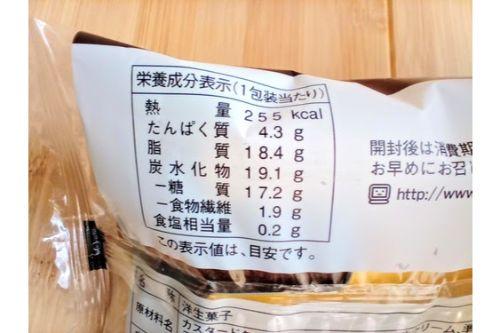 栄養成分表示(1包装当たり)
熱量 255 kcal
たんぱく質 4.3 g
脂質 18.4 g
炭水化物 19.1 g
－糖質 17.2 g
－食物繊維 1.9 g
食塩相当量 0.2 g
この表示値は、目安です。
開封後は消費期
お早めにお召し
http://www
洋生菓子
原材料名
カスタード